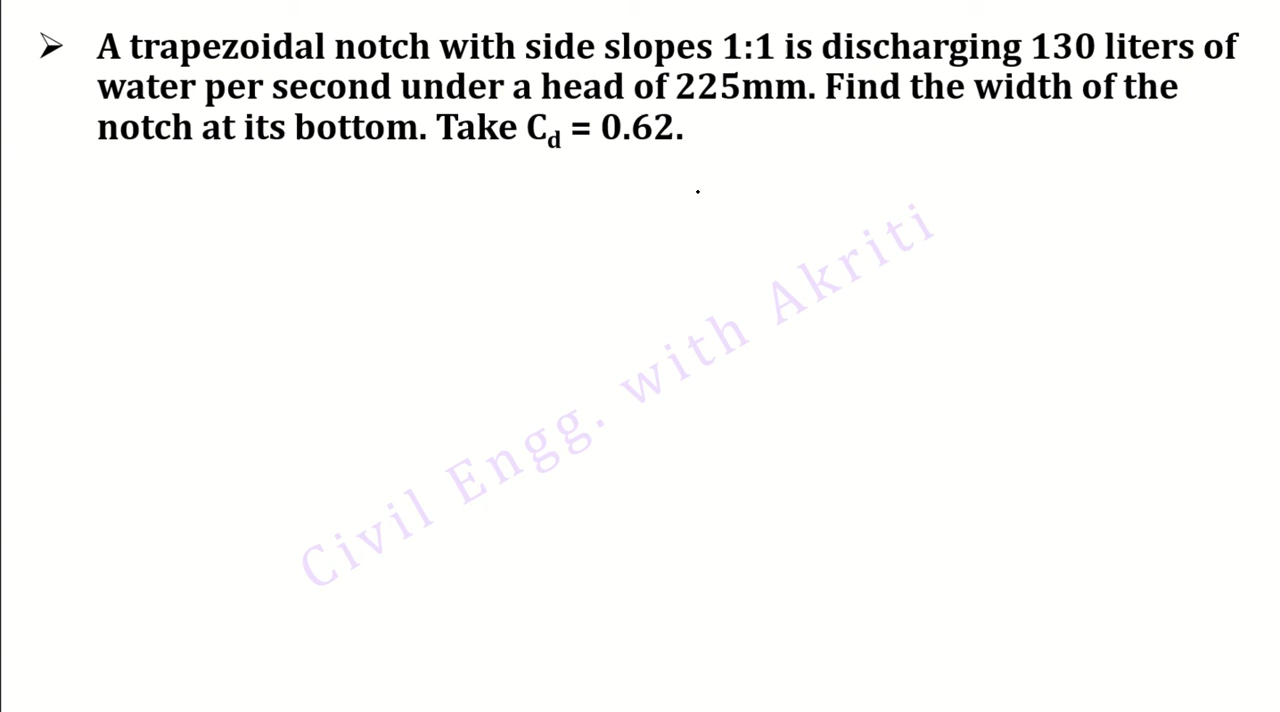 ➢ A trapezoidal notch with side slopes 1:1 is discharging 130 liters of
water per second under a head of 225mm. Find the width of the
notch at its bottom. Take Cd = 0.62.
Civil Engg. with Akriti